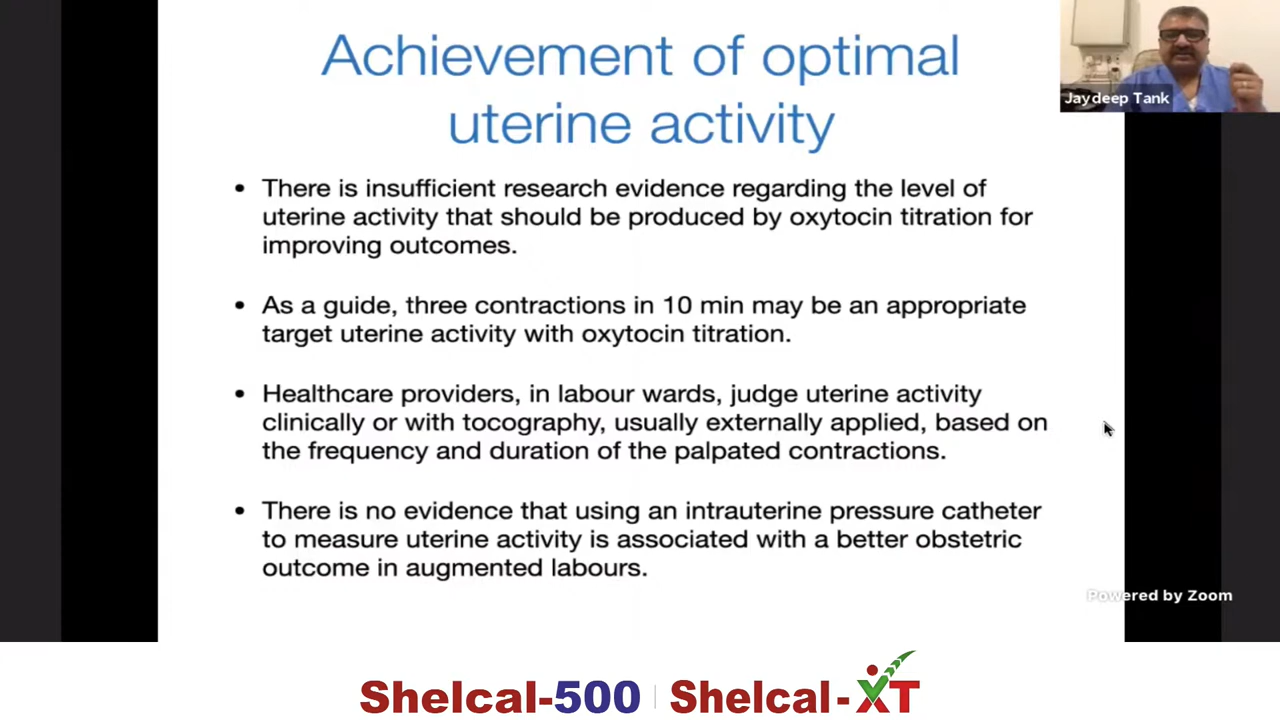 Achievement of optimal
uterine activity
Jaydeep Tank
• There is insufficient research evidence regarding the level of
uterine activity that should be produced by oxytocin titration for
improving outcomes.
• As a guide, three contractions in 10 min may be an appropriate
target uterine activity with oxytocin titration.
• Healthcare providers, in labour wards, judge uterine activity
clinically or with tocography, usually externally applied, based on
the frequency and duration of the palpated contractions.
• There is no evidence that using an intrauterine pressure catheter
to measure uterine activity is associated with a better obstetric
outcome in augmented labours.
Powered by Zoom
Shelcal-500 Shelcal-XT